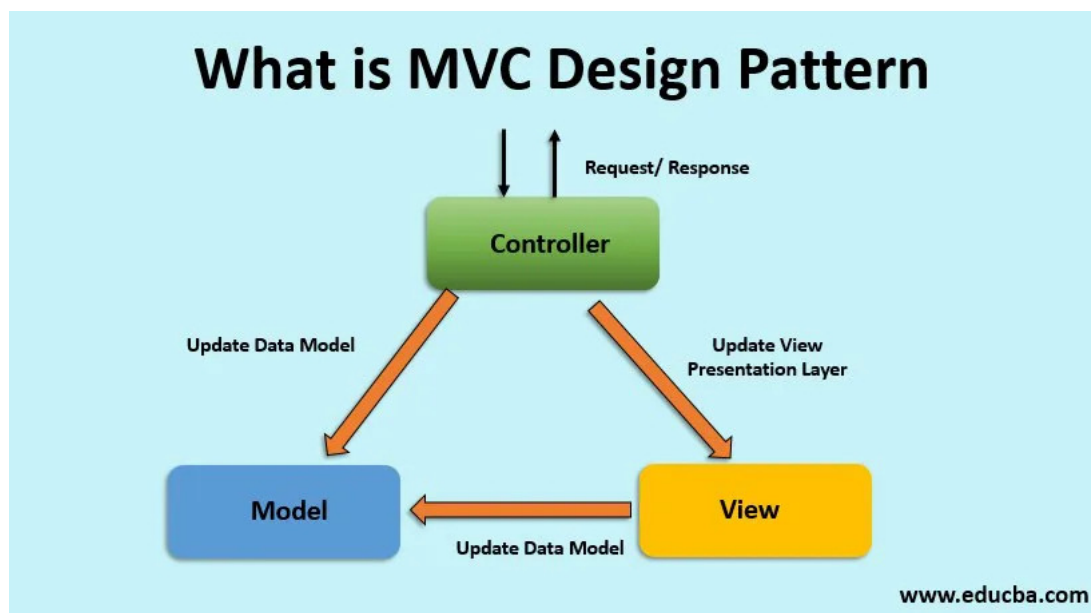 What is MVC Design Pattern
Request/ Response
Controller
Update Data Model
Update View
Presentation Layer
Model
View
Update Data Model
www.educba.com